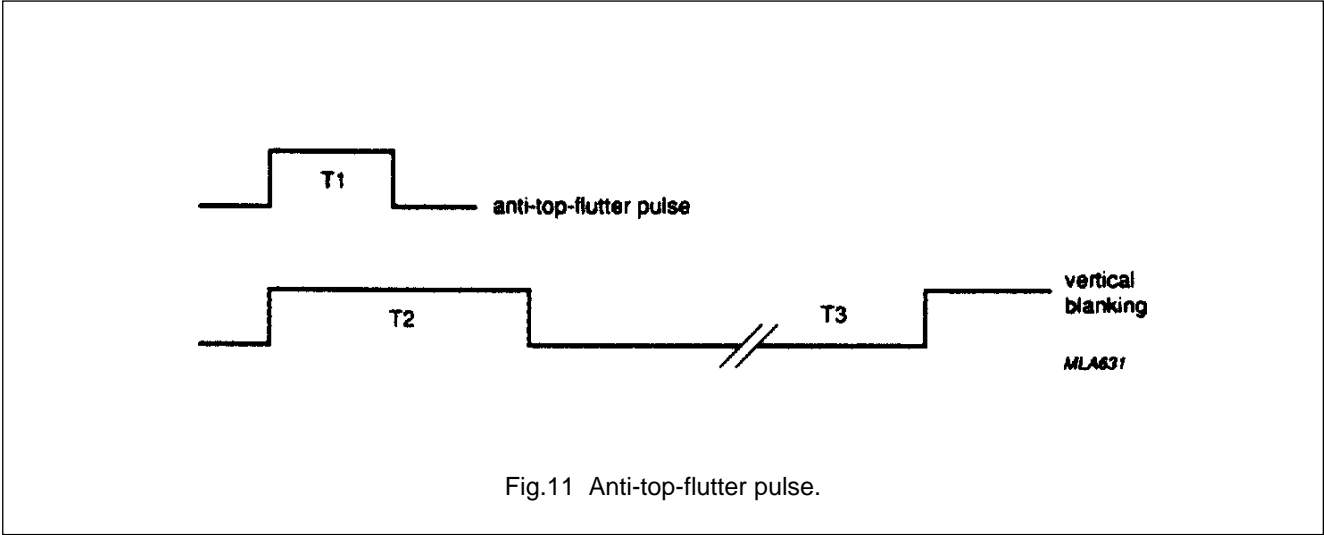 T1
anti-top-flutter pulse
T2
T3
vertical
blanking
MLA631
Fig.11 Anti-top-flutter pulse.